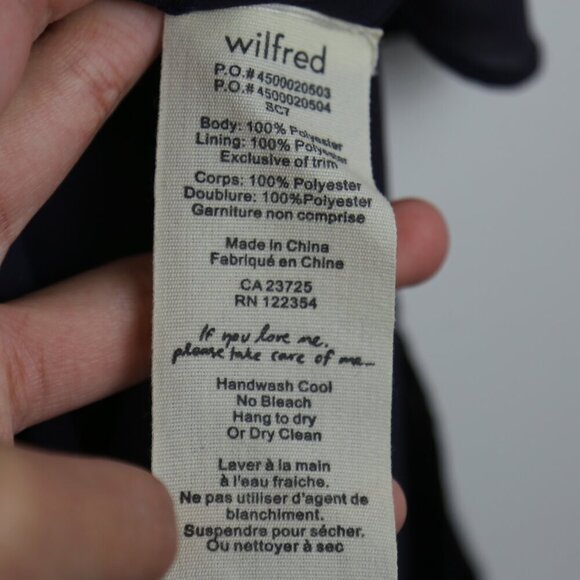 wilfred
P.O.# 4500020503
P.O.# 4500020504
SC7
Body: 100% Polyester
Lining: 100% Polyester
Exclusive of trim
Corps: 100% Polyester
Doublure: 100%Polyester
Garniture non comprise
Made in China
Fabriqué en Chine
CA 23725
RN 122354
If you love me,
please take care of me...
Handwash Cool
No Bleach
Hang to dry
Or Dry Clean
Laver à la main
à l'eau fraiche.
Ne pas utiliser d'agent de
blanchiment.
Suspendre pour sécher.
Ou nettoyer à sec